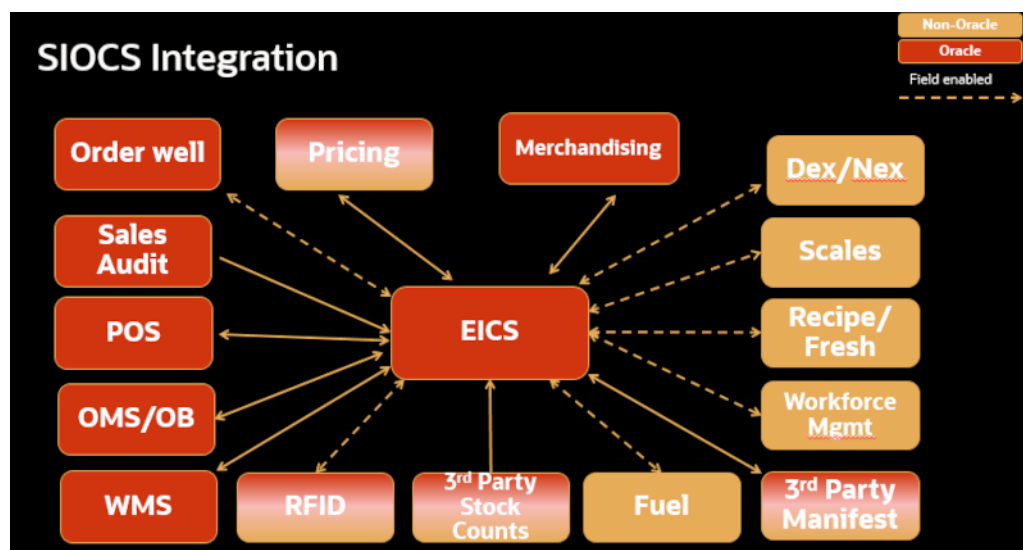 SIOCS Integration
Non-Oracle
Oracle
Field enabled
Order well
Pricing
Merchandising
Dex/Nex
Sales
Audit
Scales
POS
EICS
Recipe/
Fresh
OMS/OB
Workforce
Mgmt
WMS
RFID
3rd Party
Stock
Counts
Fuel
3rd Party
Manifest